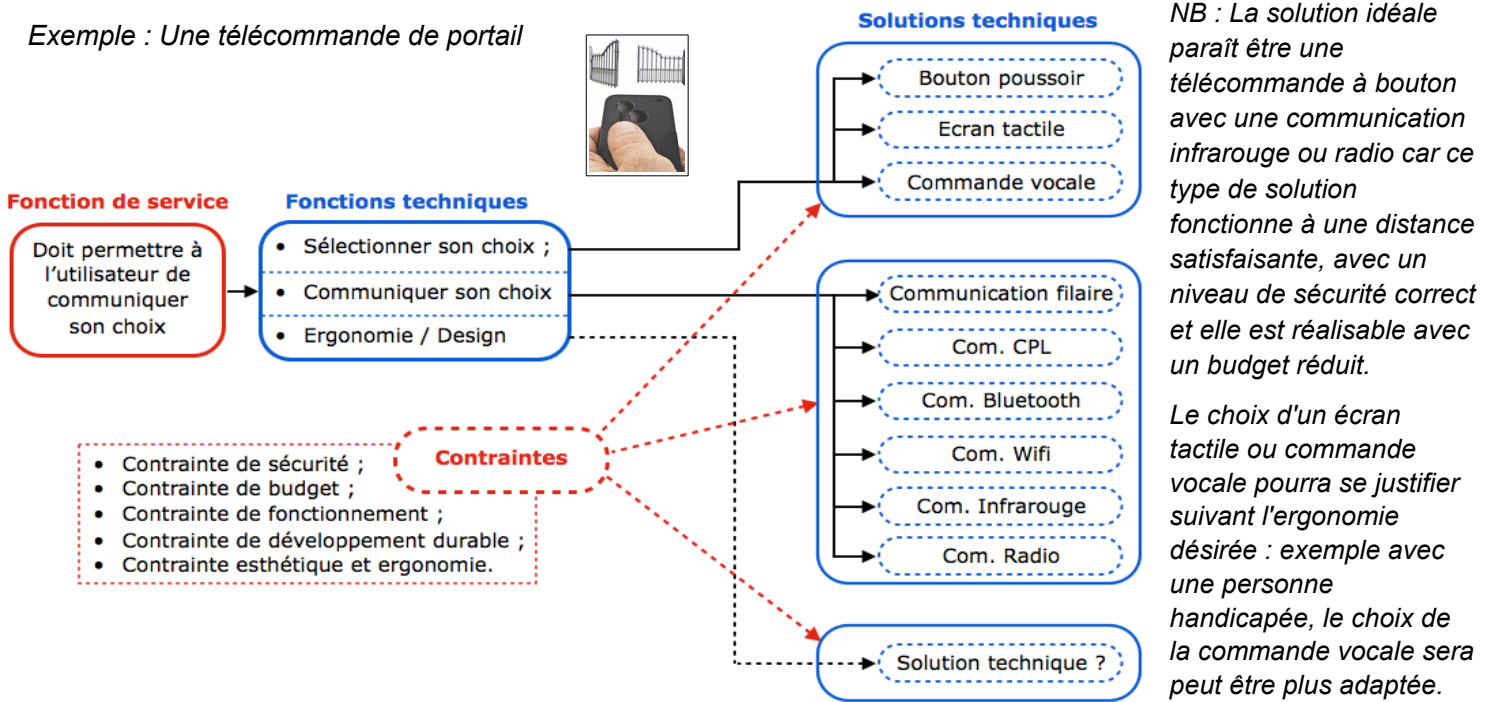 Exemple : Une télécommande de portail
Fonction de service
Doit permettre à
l'utilisateur de
communiquer
son choix
Fonctions techniques
• Sélectionner son choix ;
• Communiquer son choix
• Ergonomie / Design
Contraintes
• Contrainte de sécurité ;
• Contrainte de budget ;
• Contrainte de fonctionnement ;
• Contrainte de développement durable ;
• Contrainte esthétique et ergonomie.
Solutions techniques
Bouton poussoir
Ecran tactile
Commande vocale
Communication filaire
Com. CPL
Com. Bluetooth
Com. Wifi
Com. Infrarouge
Com. Radio
Solution technique ?
NB : La solution idéale
paraît être une
télécommande à bouton
avec une communication
infrarouge ou radio car ce
type de solution
fonctionne à une distance
satisfaisante, avec un
niveau de sécurité correct
et elle est réalisable avec
un budget réduit.
Le choix d'un écran
tactile ou commande
vocale pourra se justifier
suivant l'ergonomie
désirée : exemple avec
une personne
handicapée, le choix de
la commande vocale sera
peut être plus adaptée.